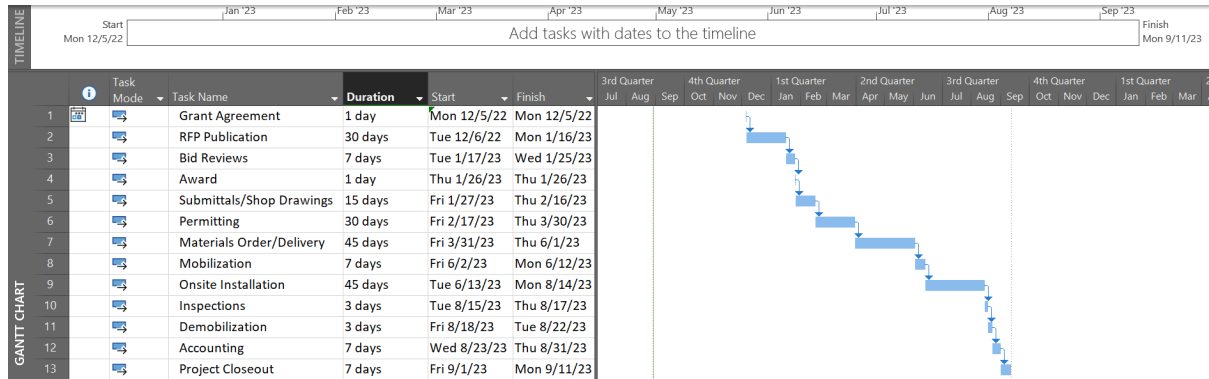 Jan '23 Feb '23 Mar '23 Apr '23 May '23 Jun '23 Jul '23 Aug '23 Sep '23
TIMELINE
Start
Mon 12/5/22
Add tasks with dates to the timeline
Finish
Mon 9/11/23
Task Mode Task Name Duration Start Finish
3rd Quarter 4th Quarter 1st Quarter 2nd Quarter 3rd Quarter 4th Quarter 1st Quarter 2
Jul Aug Sep Oct Nov Dec Jan Feb Mar Apr May Jun Jul Aug Sep Oct Nov Dec Jan Feb Mar
GANTT CHART
1 Grant Agreement 1 day Mon 12/5/22 Mon 12/5/22
2 RFP Publication 30 days Tue 12/6/22 Mon 1/16/23
3 Bid Reviews 7 days Tue 1/17/23 Wed 1/25/23
4 Award 1 day Thu 1/26/23 Thu 1/26/23
5 Submittals/Shop Drawings 15 days Fri 1/27/23 Thu 2/16/23
6 Permitting 30 days Fri 2/17/23 Thu 3/30/23
7 Materials Order/Delivery 45 days Fri 3/31/23 Thu 6/1/23
8 Mobilization 7 days Fri 6/2/23 Mon 6/12/23
9 Onsite Installation 45 days Tue 6/13/23 Mon 8/14/23
10 Inspections 3 days Tue 8/15/23 Thu 8/17/23
11 Demobilization 3 days Fri 8/18/23 Tue 8/22/23
12 Accounting 7 days Wed 8/23/23 Thu 8/31/23
13 Project Closeout 7 days Fri 9/1/23 Mon 9/11/23